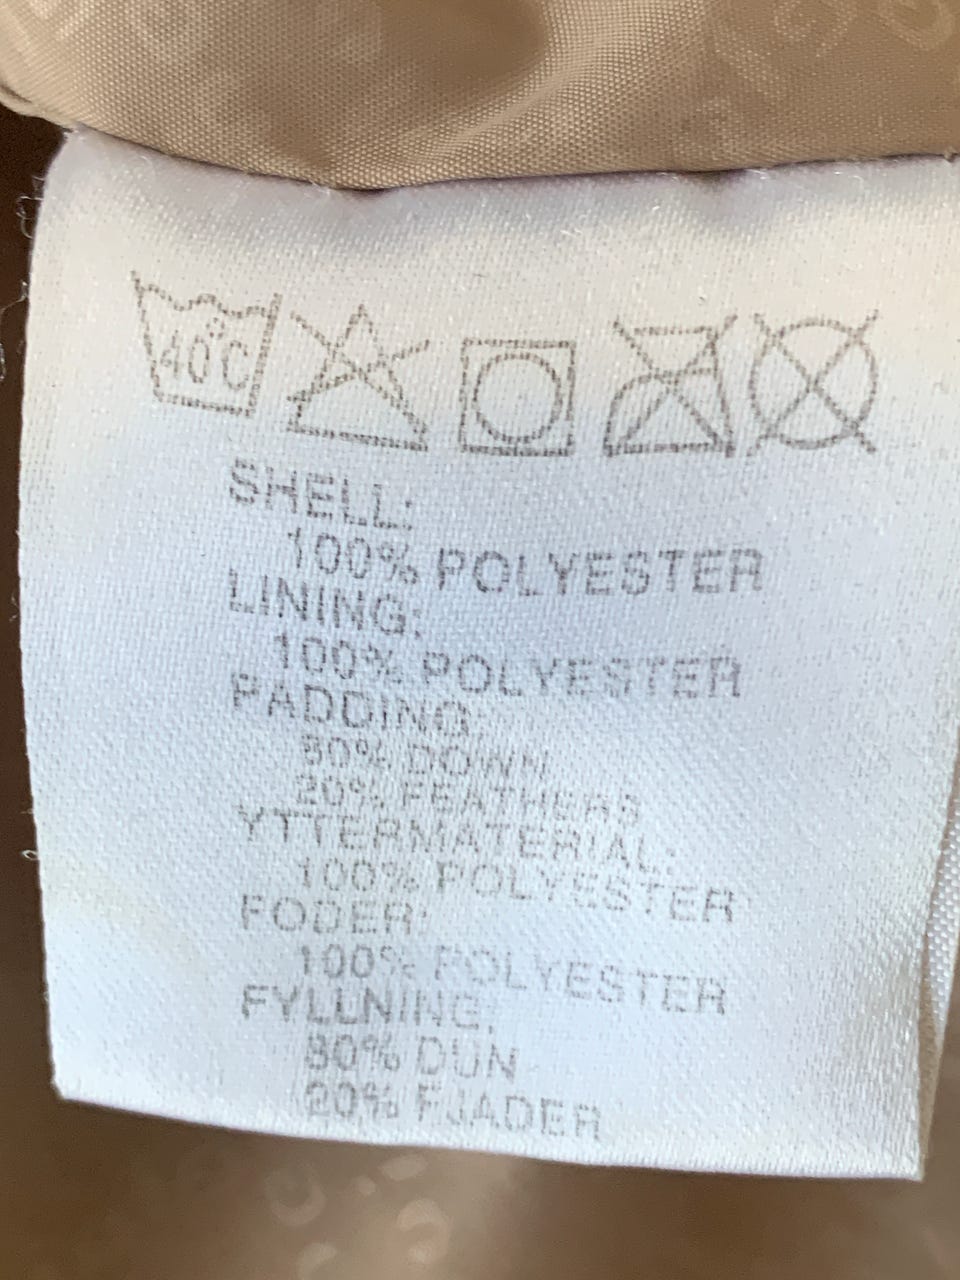 40°C
SHELL:
100% POLYESTER
LINING:
100% POLYESTER
PADDING:
80% DOWN
20% FEATHERS
YTTERMATERIAL:
100% POLYESTER
FODER:
100% POLYESTER
FYLLNING:
80% DUN
20% FJADER